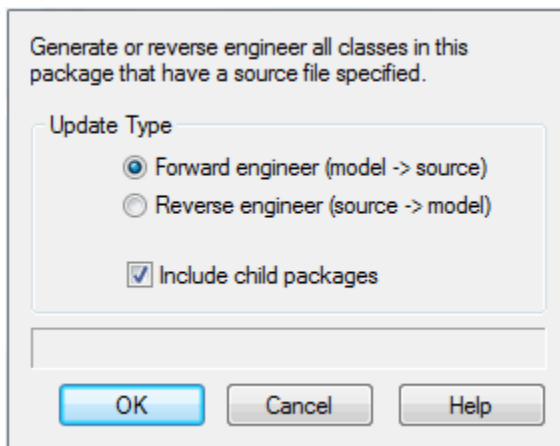 Generate or reverse engineer all classes in this
package that have a source file specified.
Update Type
Forward engineer (model -> source)
Reverse engineer (source -> model)
Include child packages
OK Cancel Help